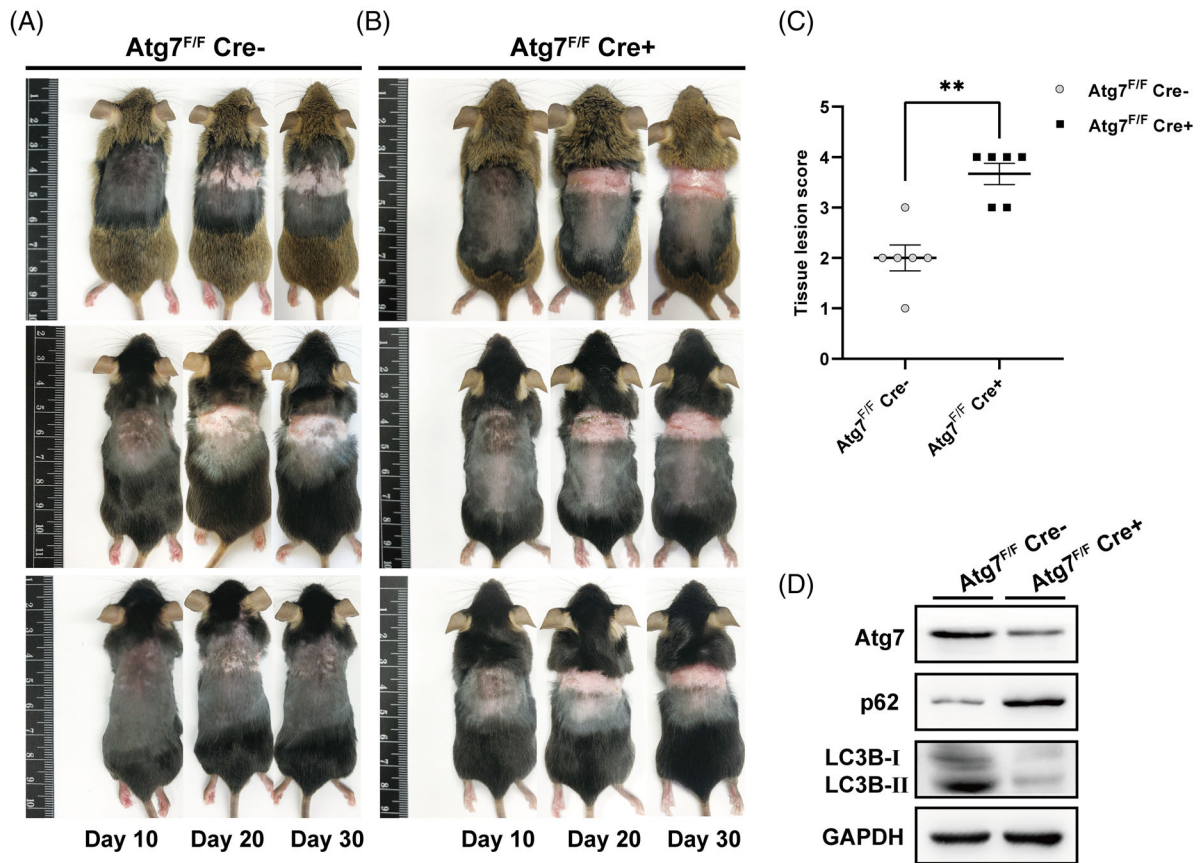 (A)
Atg7F/F Cre-
(B)
Atg7F/F Cre+
Day 10
Day 20
Day 30
Day 10
Day 20
Day 30
(C)
**
Atg7F/F Cre-
Atg7F/F Cre+
Tissue lesion score
5
4
3
2
1
0
Atg7F/F Cre-
Atg7F/F Cre+
(D)
Atg7F/F Cre-
Atg7F/F Cre+
Atg7
p62
LC3B-I
LC3B-II
GAPDH